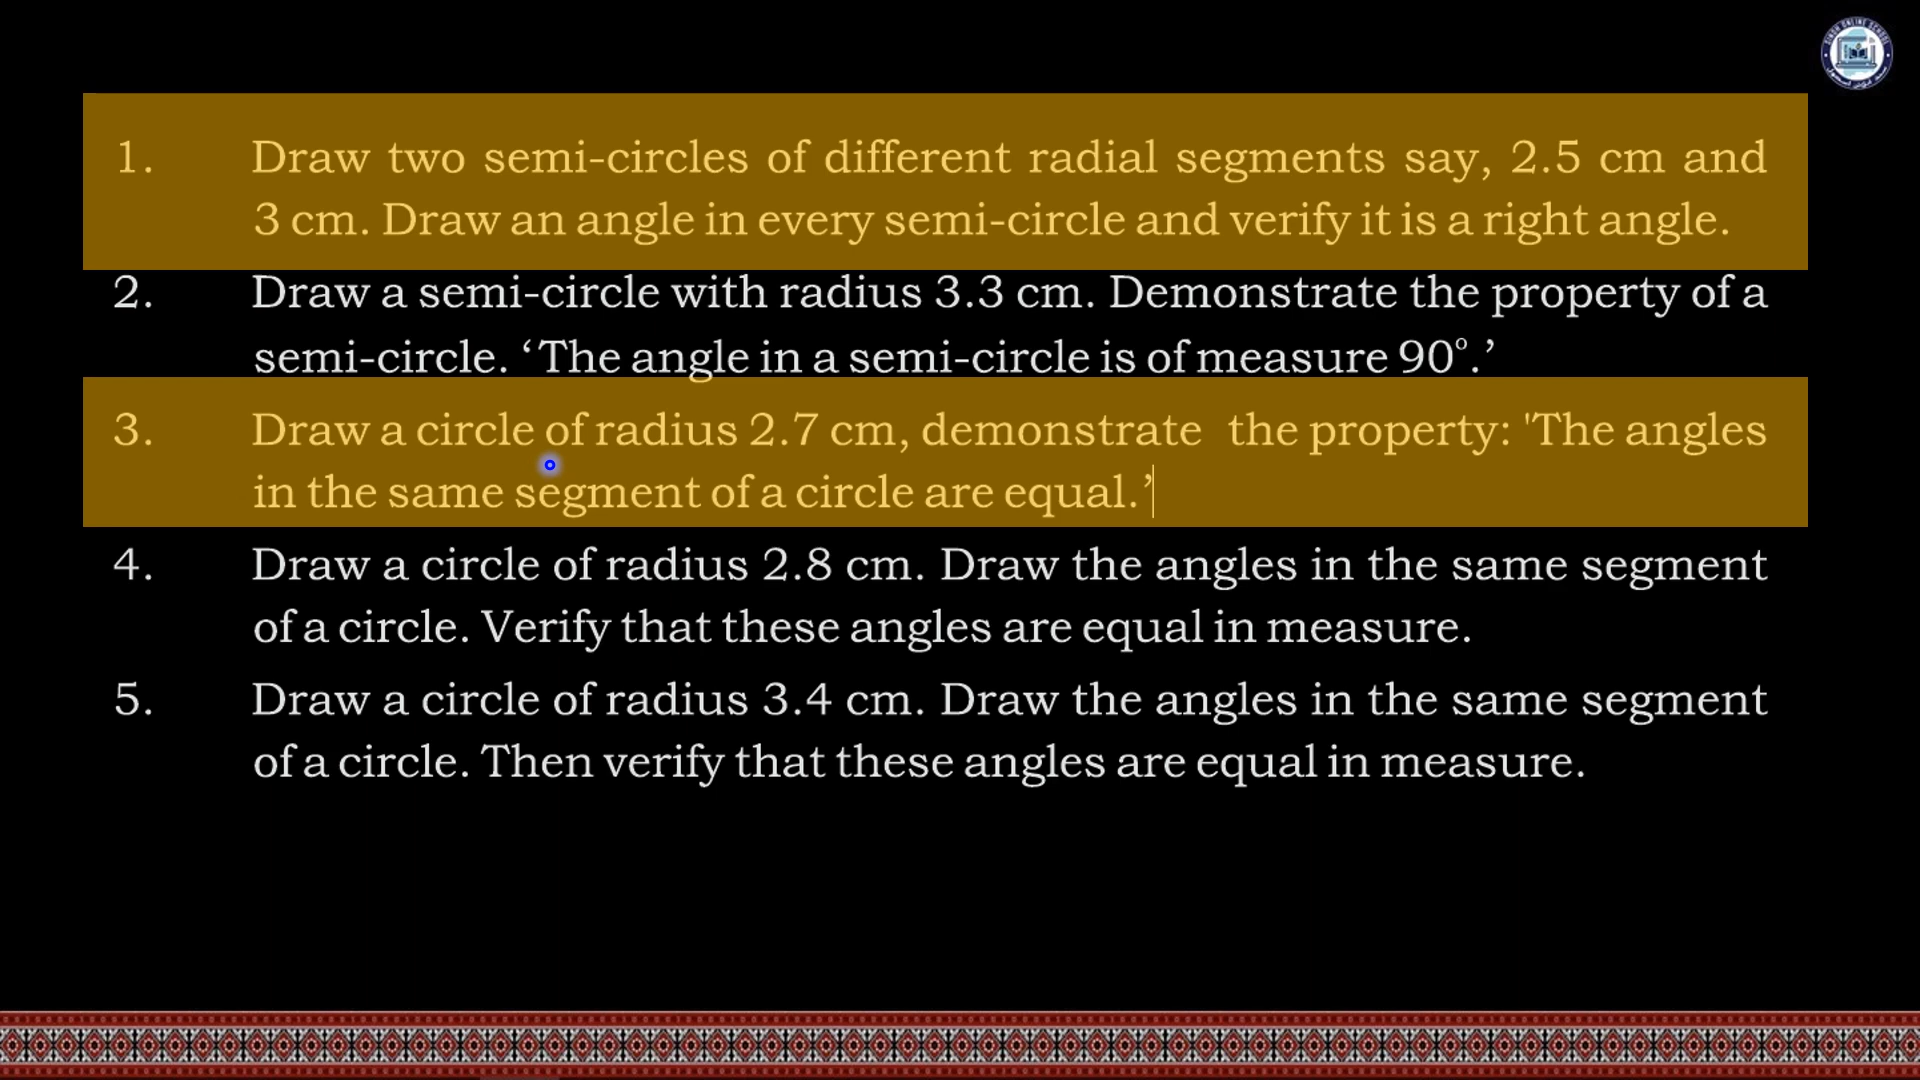 1. Draw two semi-circles of different radial segments say, 2.5 cm and
3 cm. Draw an angle in every semi-circle and verify it is a right angle.
2. Draw a semi-circle with radius 3.3 cm. Demonstrate the property of a
semi-circle. ‘The angle in a semi-circle is of measure 90°.’
3. Draw a circle of radius 2.7 cm, demonstrate the property: 'The angles
in the same segment of a circle are equal.’
4. Draw a circle of radius 2.8 cm. Draw the angles in the same segment
of a circle. Verify that these angles are equal in measure.
5. Draw a circle of radius 3.4 cm. Draw the angles in the same segment
of a circle. Then verify that these angles are equal in measure.